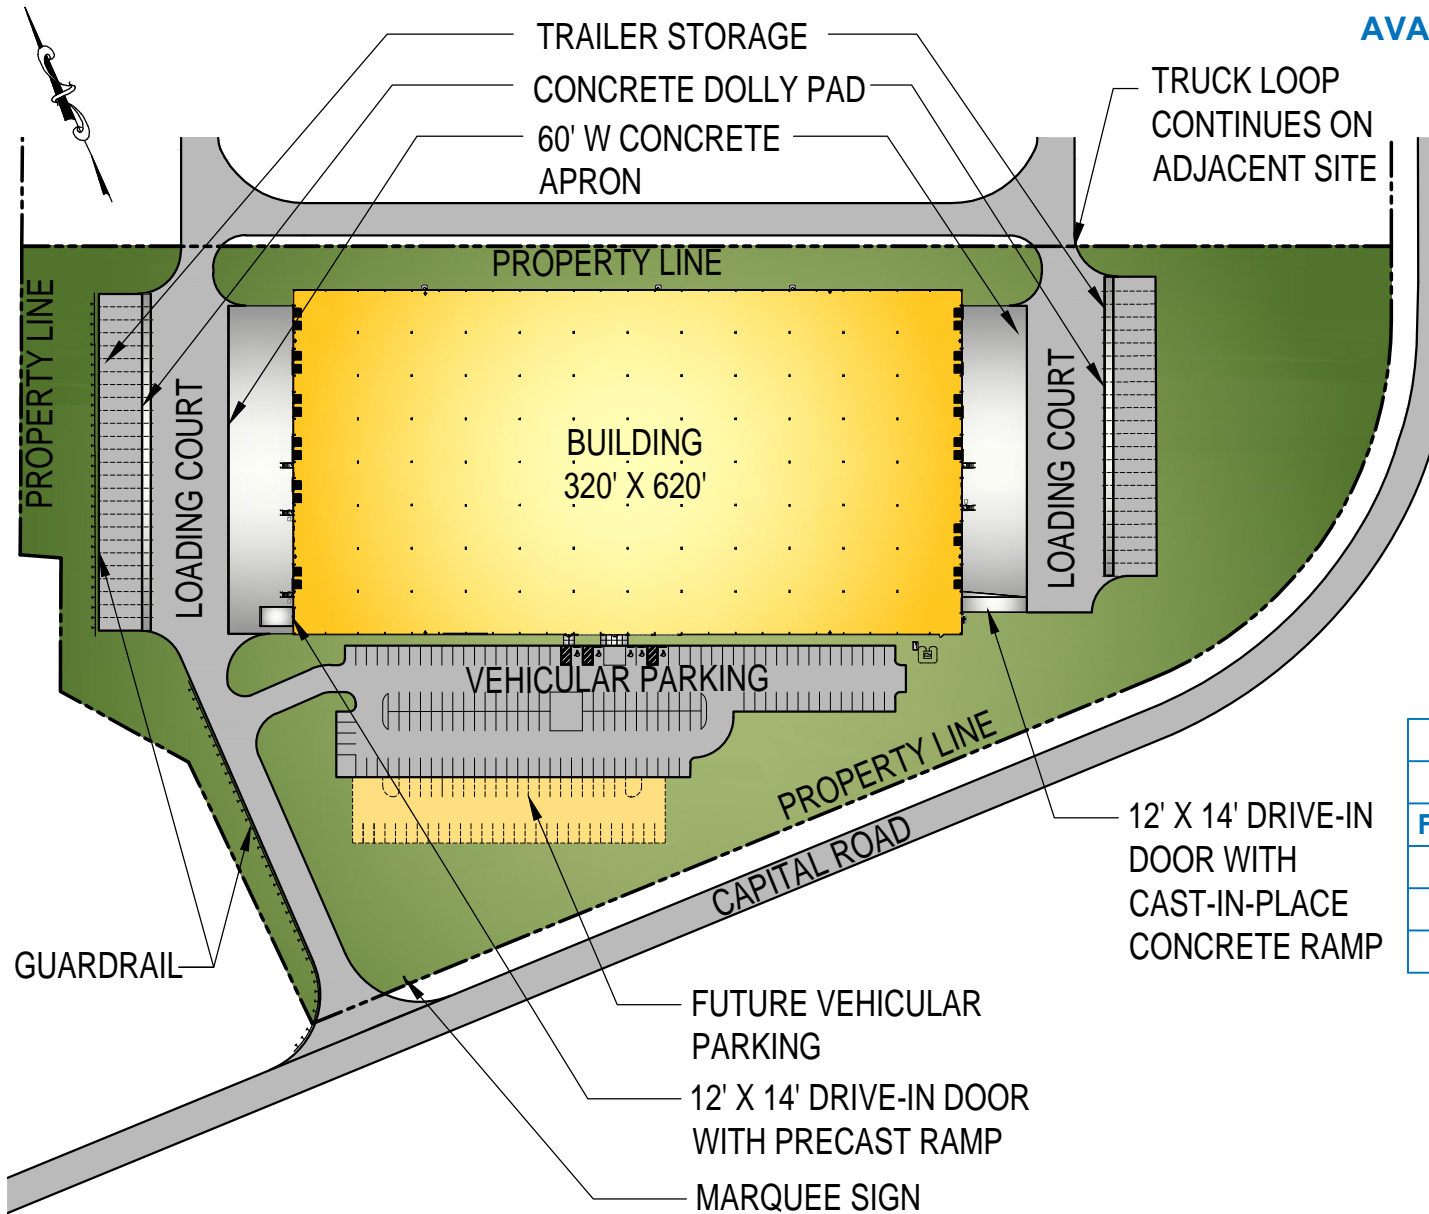 AVA
TRAILER STORAGE
CONCRETE DOLLY PAD
60' W CONCRETE
APRON
TRUCK LOOP
CONTINUES ON
ADJACENT SITE
PROPERTY LINE
PROPERTY LINE
LOADING COURT
BUILDING
320' X 620'
LOADING COURT
VEHICULAR PARKING
PROPERTY LINE
CAPITAL ROAD
12' X 14' DRIVE-IN
DOOR WITH
CAST-IN-PLACE
CONCRETE RAMP
F
GUARDRAIL
FUTURE VEHICULAR
PARKING
12' X 14' DRIVE-IN DOOR
WITH PRECAST RAMP
MARQUEE SIGN